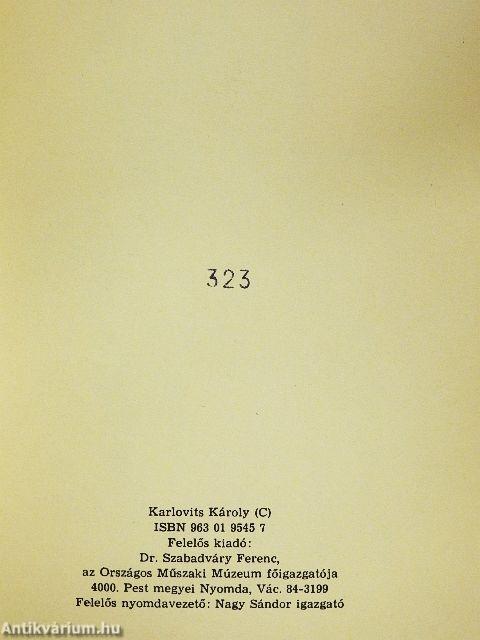 323
Karlovits Károly (C)
ISBN 963 01 9545 7
Felelős kiadó:
Dr. Szabadváry Ferenc,
az Országos Műszaki Múzeum főigazgatója
4000. Pest megyei Nyomda, Vác. 84-3199
Felelős nyomdavezető: Nagy Sándor igazgató
Antikvárium.hu